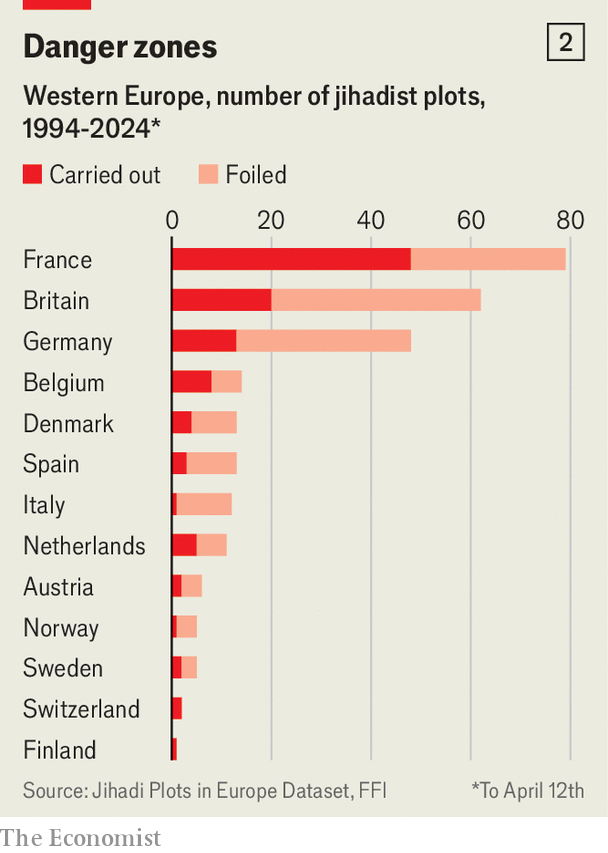 Danger zones
2
Western Europe, number of jihadist plots,
1994-2024*
Carried out Foiled
0 20 40 60 80
France
Britain
Germany
Belgium
Denmark
Spain
Italy
Netherlands
Austria
Norway
Sweden
Switzerland
Finland
Source: Jihadi Plots in Europe Dataset, FFI *To April 12th
The Economist